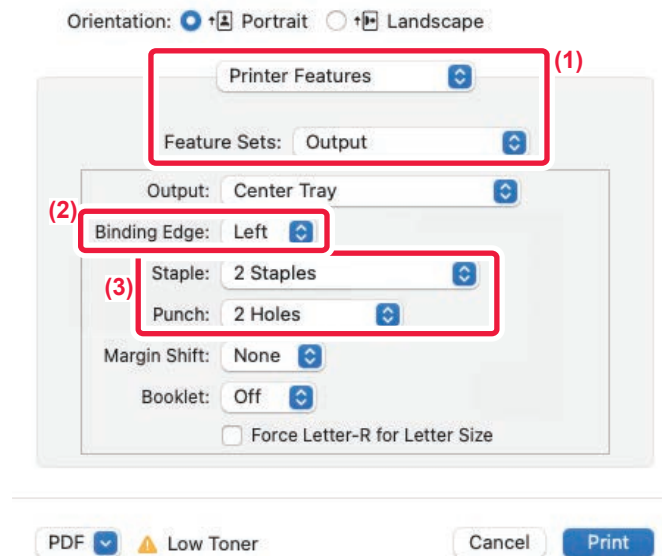 Orientation: Portrait Landscape
(1)
Printer Features
Feature Sets: Output
Output: Center Tray
(2)
Binding Edge: Left
(3)
Staple: 2 Staples
Punch: 2 Holes
Margin Shift: None
Booklet: Off
Force Letter-R for Letter Size
PDF Low Toner Cancel Print